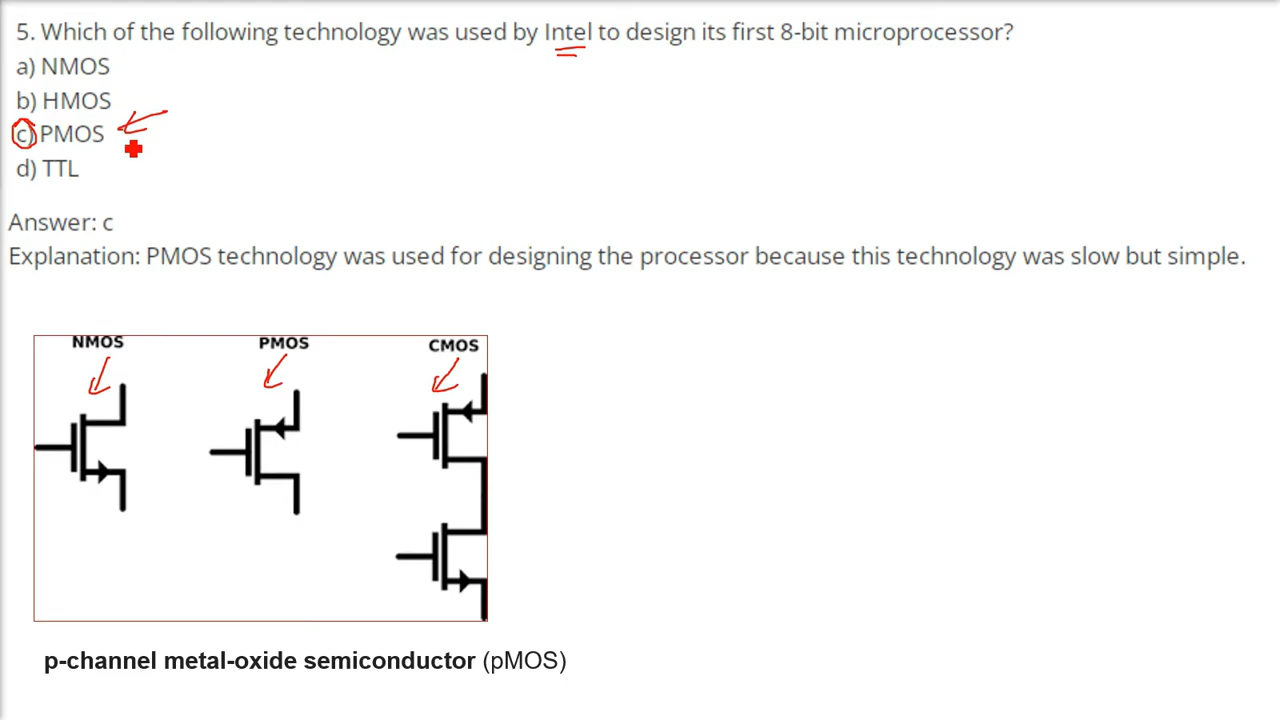 5. Which of the following technology was used by Intel to design its first 8-bit microprocessor?
a) NMOS
b) HMOS
c) PMOS
d) TTL
Answer: c
Explanation: PMOS technology was used for designing the processor because this technology was slow but simple.
NMOS PMOS CMOS
p-channel metal-oxide semiconductor (pMOS)